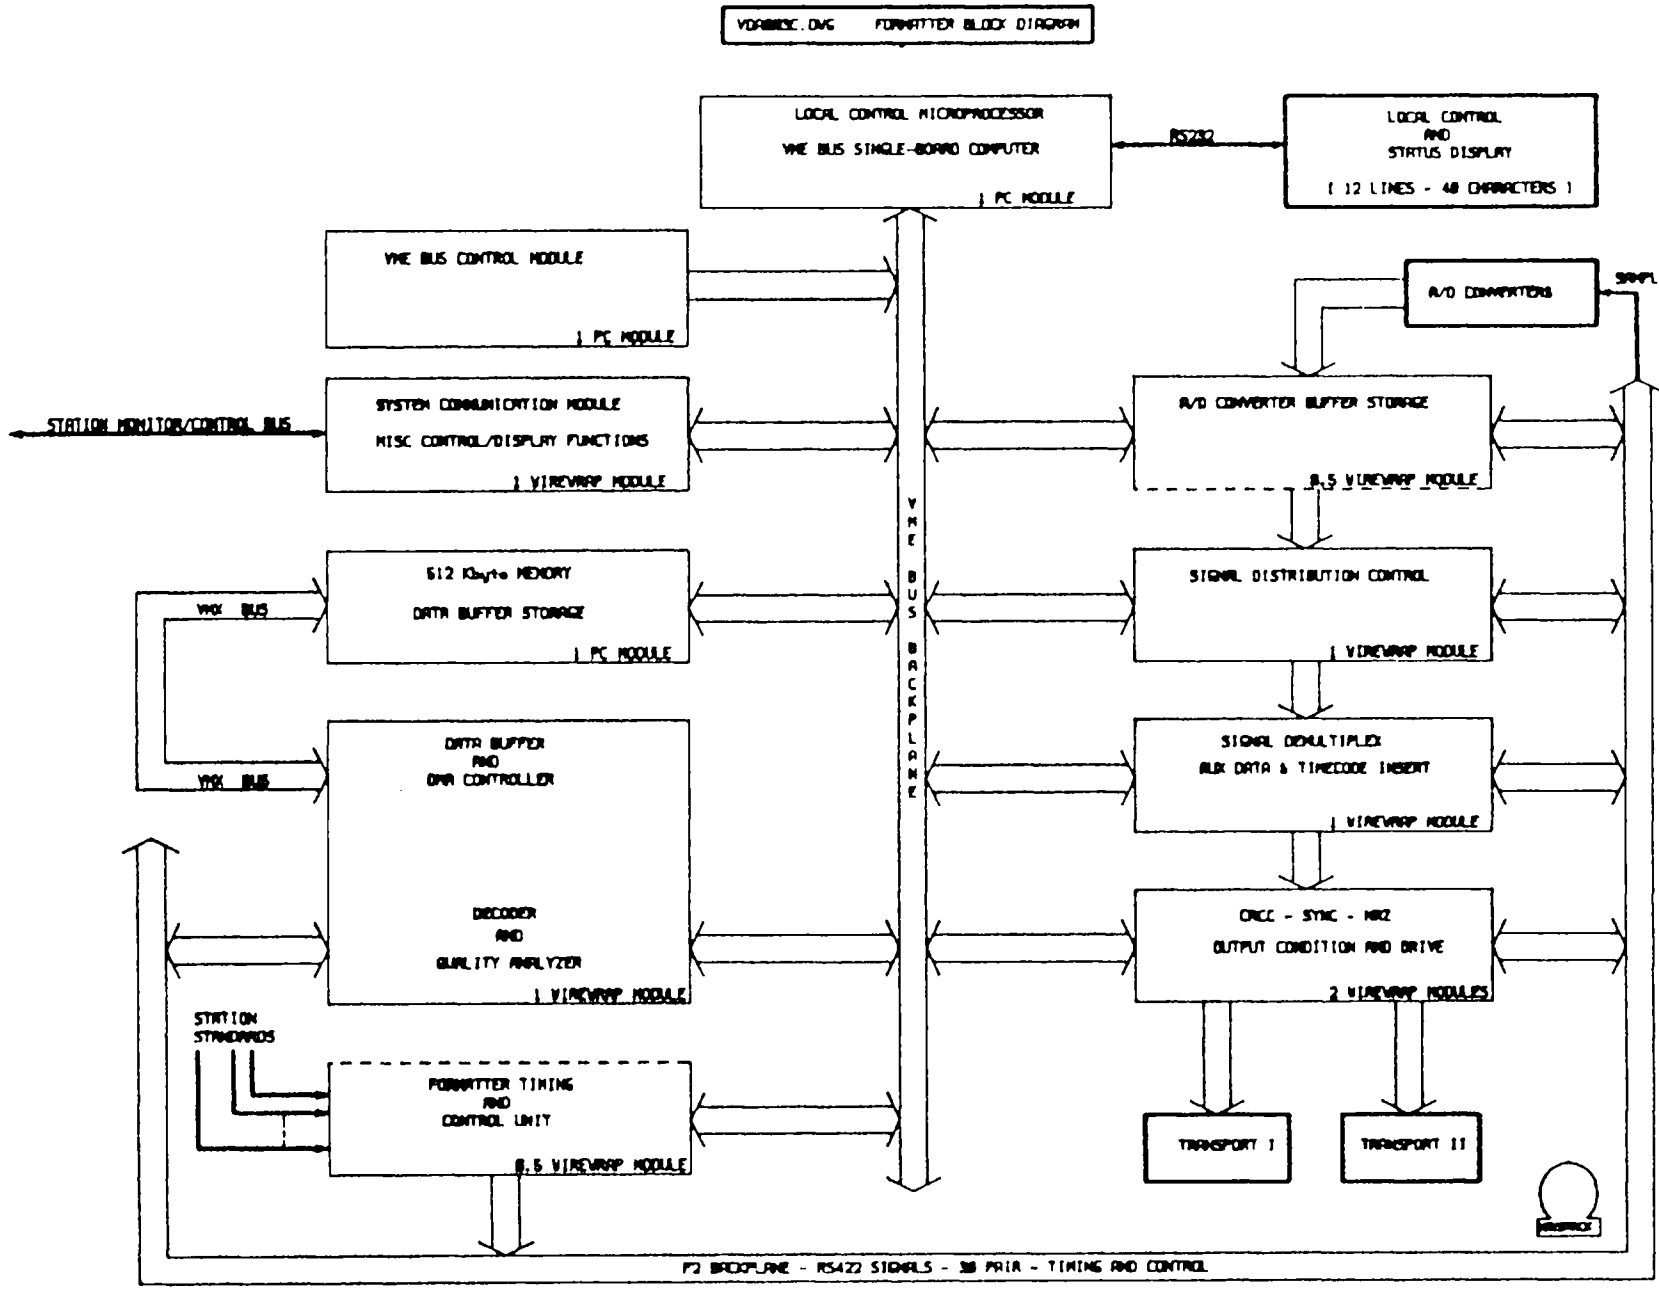 FORMATTER BLOCK DIAGRAM
LOCAL CONTROL MICROPROCESSOR
VME BUS SINGLE-BOARD COMPUTER
1 PC MODULE
RS232
LOCAL CONTROL
AND
STATUS DISPLAY
( 12 LINES - 40 CHARACTERS )
VME BUS CONTROL MODULE
1 PC MODULE
A/D CONVERTERS
SAMPL
STATION MONITOR/CONTROL BUS
SYSTEM COMMUNICATION MODULE
MISC CONTROL/DISPLAY FUNCTIONS
1 WIREWRAP MODULE
A/D CONVERTER BUFFER STORAGE
0.5 WIREWRAP MODULE
VME BUS BACKPLANE
512 Kbyte MEMORY
DATA BUFFER STORAGE
1 PC MODULE
VMX BUS
SIGNAL DISTRIBUTION CONTROL
1 WIREWRAP MODULE
DATA BUFFER
AND
DMA CONTROLLER
VMX BUS
DECODER
AND
QUALITY ANALYZER
1 WIREWRAP MODULE
SIGNAL DEMULTIPLEX
AUX DATA & TIMECODE INSERT
1 WIREWRAP MODULE
CRCC - SYNC - NRZ
OUTPUT CONDITION AND DRIVE
2 WIREWRAP MODULES
STATION
STANDARDS
FORMATTER TIMING
AND
CONTROL UNIT
0.5 WIREWRAP MODULE
TRANSPORT I
TRANSPORT II
HAYSTACK
P2 BACKPLANE - RS422 SIGNALS - 30 PAIR - TIMING AND CONTROL